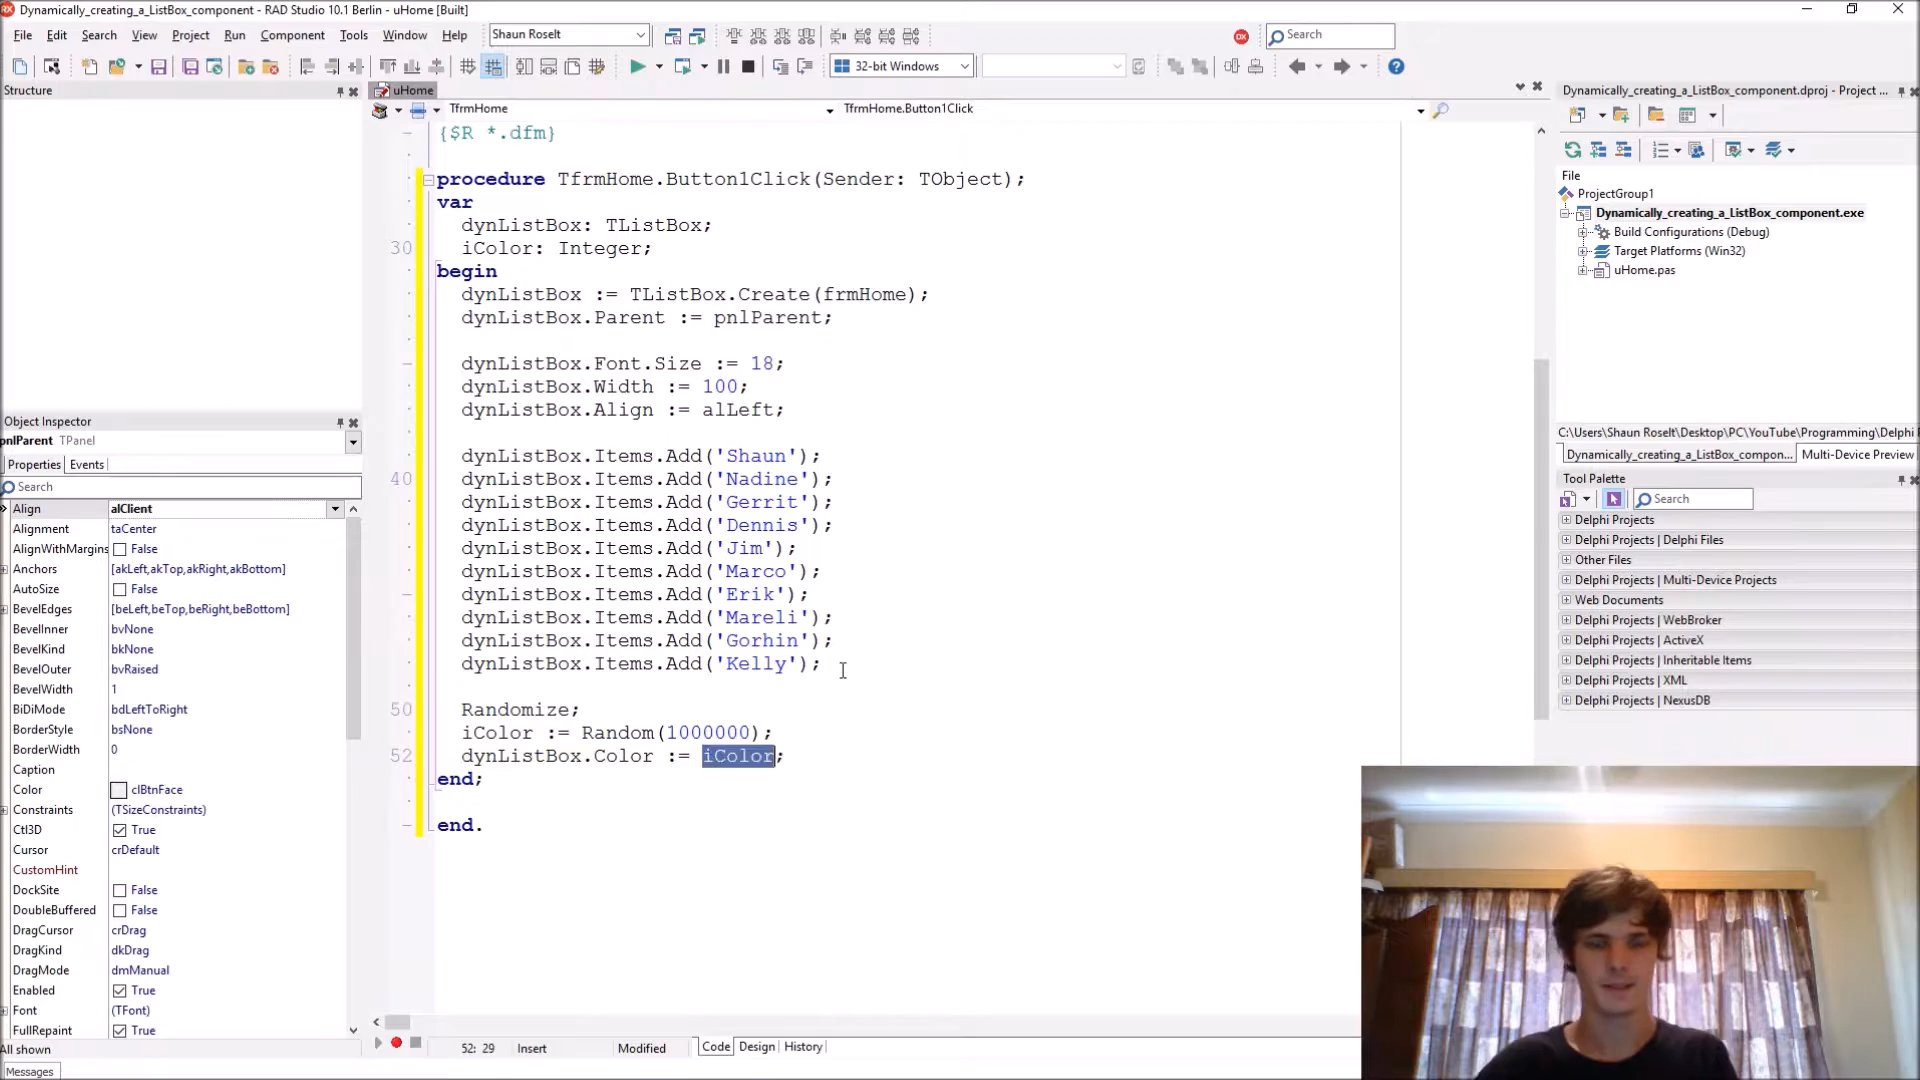 Dynamically_creating_a_ListBox_component - RAD Studio 10.1 Berlin - uHome [Built]
File Edit Search View Project Run Component Tools Window Help Shaun Roselt Search
32-bit Windows
Structure
uHome
TfrmHome TfrmHome.Button1Click
{$R *.dfm}
procedure TfrmHome.Button1Click(Sender: TObject);
var
dynListBox: TListBox;
30 iColor: Integer;
begin
dynListBox := TListBox.Create(frmHome);
dynListBox.Parent := pnlParent;
dynListBox.Font.Size := 18;
dynListBox.Width := 100;
dynListBox.Align := alLeft;
dynListBox.Items.Add('Shaun');
40 dynListBox.Items.Add('Nadine');
dynListBox.Items.Add('Gerrit');
dynListBox.Items.Add('Dennis');
dynListBox.Items.Add('Jim');
dynListBox.Items.Add('Marco');
dynListBox.Items.Add('Erik');
dynListBox.Items.Add('Mareli');
dynListBox.Items.Add('Gorhin');
dynListBox.Items.Add('Kelly');
50 Randomize;
iColor := Random(1000000);
52 dynListBox.Color := iColor;
end;
end.
52: 29 Insert Modified Code Design History
Object Inspector
pnlParent TPanel
Properties Events
Search
Align alClient
Alignment taCenter
AlignWithMargins False
Anchors [akLeft,akTop,akRight,akBottom]
AutoSize False
BevelEdges [beLeft,beTop,beRight,beBottom]
BevelInner bvNone
BevelKind bkNone
BevelOuter bvRaised
BevelWidth 1
BiDiMode bdLeftToRight
BorderStyle bsNone
BorderWidth 0
Caption
Color clBtnFace
Constraints (TSizeConstraints)
Ctl3D True
Cursor crDefault
CustomHint
DockSite False
DoubleBuffered False
DragCursor crDrag
DragKind dkDrag
DragMode dmManual
Enabled True
Font (TFont)
FullRepaint True
All shown
Messages
Dynamically_creating_a_ListBox_component.dproj - Project ...
File
ProjectGroup1
Dynamically_creating_a_ListBox_component.exe
Build Configurations (Debug)
Target Platforms (Win32)
uHome.pas
C:\Users\Shaun Roselt\Desktop\PC\YouTube\Programming\Delphi
Dynamically_creating_a_ListBox_compon... Multi-Device Preview
Tool Palette
Search
Delphi Projects
Delphi Projects | Delphi Files
Other Files
Delphi Projects | Multi-Device Projects
Web Documents
Delphi Projects | WebBroker
Delphi Projects | ActiveX
Delphi Projects | Inheritable Items
Delphi Projects | XML
Delphi Projects | NexusDB